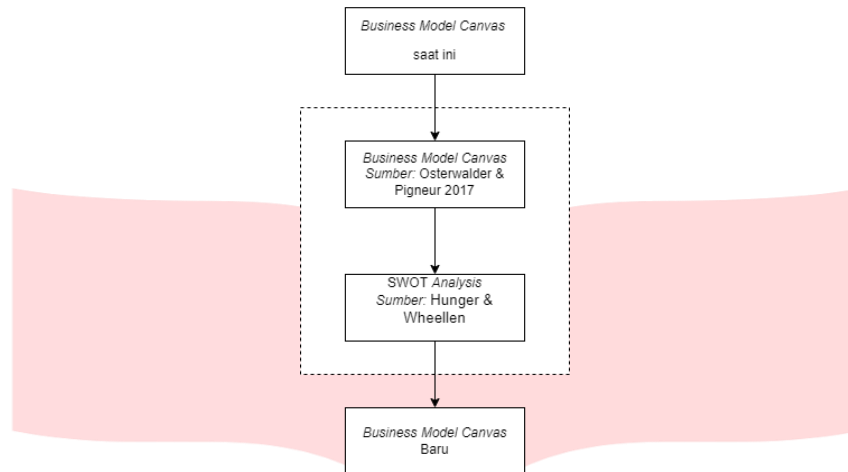 Business Model Canvas
saat ini
Business Model Canvas
Sumber: Osterwalder &
Pigneur 2017
SWOT Analysis
Sumber: Hunger &
Wheellen
Business Model Canvas
Baru